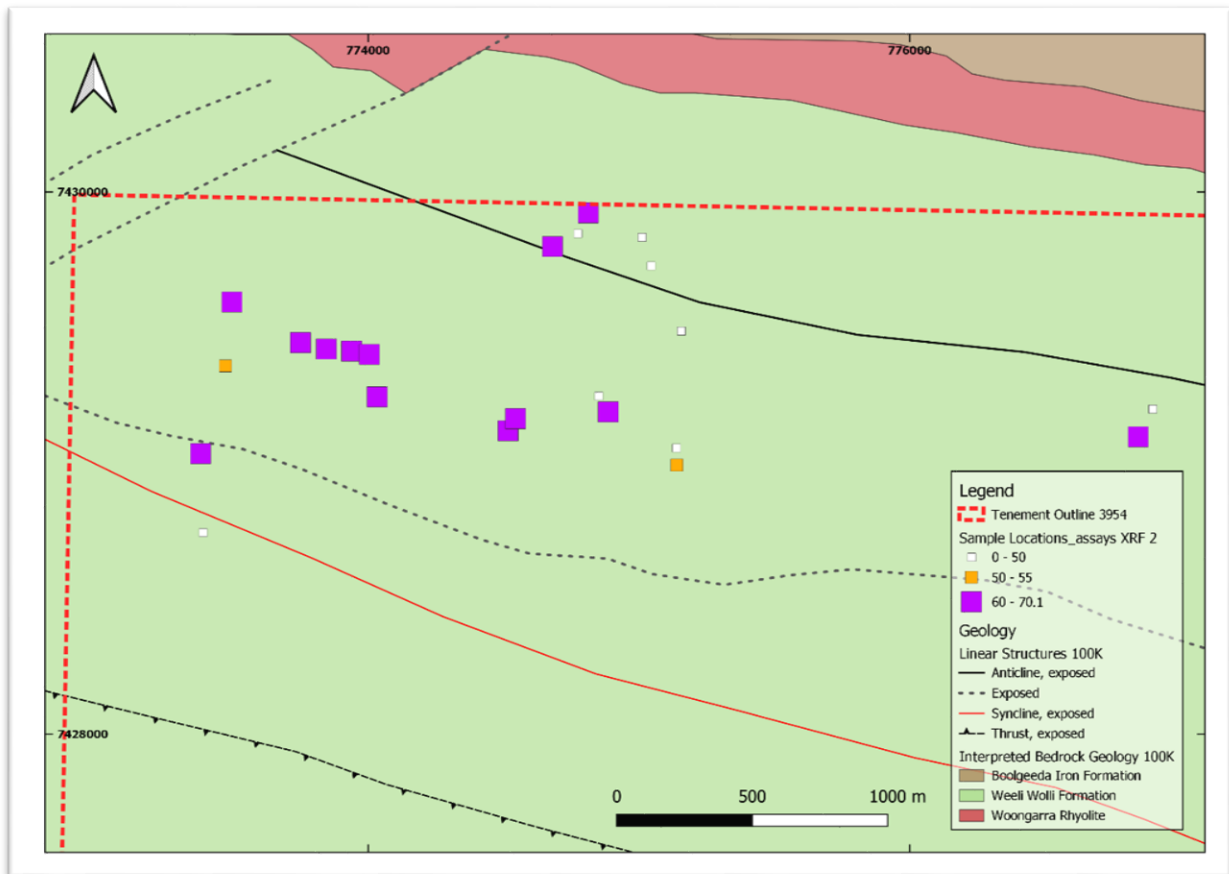 774000
776000
7430000
7428000
Legend
Tenement Outline 3954
Sample Locations_assays XRF 2
0 - 50
50 - 55
60 - 70.1
Geology
Linear Structures 100K
Anticline, exposed
Exposed
Syncline, exposed
Thrust, exposed
Interpreted Bedrock Geology 100K
Boolgeeda Iron Formation
Weeli Wolli Formation
Woongarra Rhyolite
0 500 1000 m